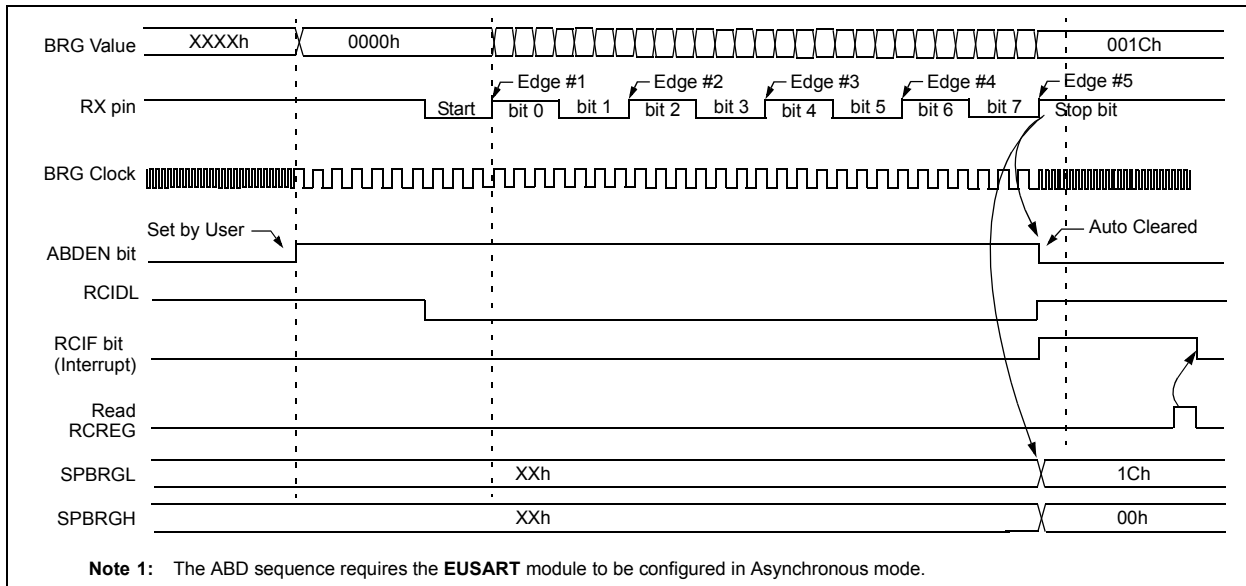 BRG Value XXXXh 0000h 001Ch
Edge #1 Edge #2 Edge #3 Edge #4 Edge #5
RX pin Start bit 0 bit 1 bit 2 bit 3 bit 4 bit 5 bit 6 bit 7 Stop bit
BRG Clock
Set by User Auto Cleared
ABDEN bit
RCIDL
RCIF bit
(Interrupt)
Read
RCREG
SPBRGL XXh 1Ch
SPBRGH XXh 00h
Note 1: The ABD sequence requires the EUSART module to be configured in Asynchronous mode.